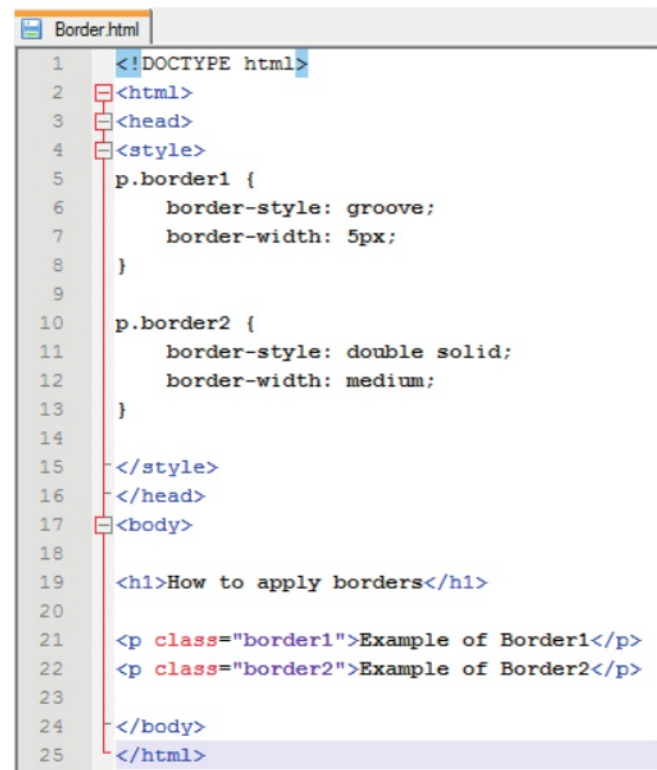 Border.html
1 <!DOCTYPE html>
2 <html>
3 <head>
4 <style>
5 p.border1 {
6     border-style: groove;
7     border-width: 5px;
8 }
9
10 p.border2 {
11     border-style: double solid;
12     border-width: medium;
13 }
14
15 </style>
16 </head>
17 <body>
18
19 <h1>How to apply borders</h1>
20
21 <p class="border1">Example of Border1</p>
22 <p class="border2">Example of Border2</p>
23
24 </body>
25 </html>